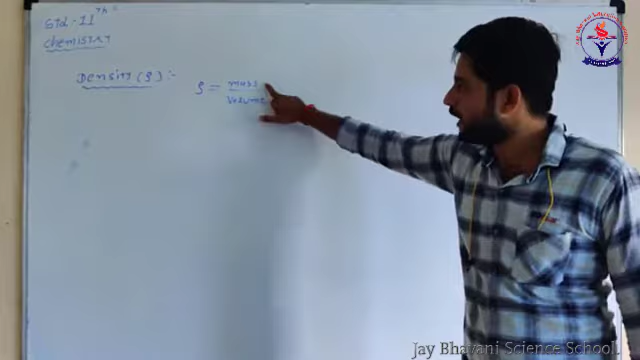 Std:- 11th
Chemistry
Density (ρ) :-
ρ = mass
Volume
Jay Bhavani Science School